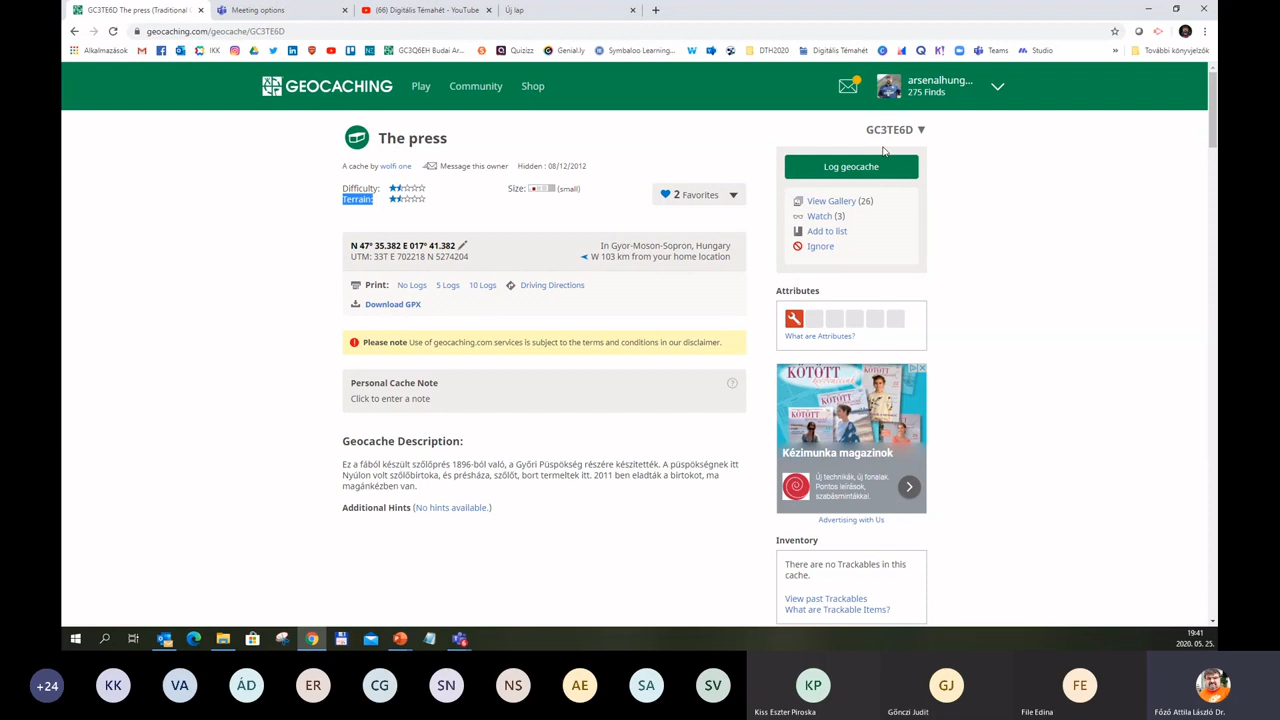 GC3TE6D The press (Traditional C
Meeting options
(66) Digitális Témahét - YouTube
Új lap
geocaching.com/geocache/GC3TE6D
Alkalmazások
IKK
GC3Q6EH Budai Ar...
Quizizz
Genial.ly
Symbaloo Learning...
DTH2020
Digitális Témahét
Teams
Studio
»
További könyvjelzők
GEOCACHING
Play
Community
Shop
arsenalhung...
275 Finds
The press
GC3TE6D ▼
A cache by wolfi one
Message this owner
Hidden : 08/12/2012
Log geocache
Difficulty:
Size:
(small)
Terrain:
2 Favorites
View Gallery (26)
Watch (3)
Add to list
Ignore
N 47° 35.382 E 017° 41.382
In Gyor-Moson-Sopron, Hungary
UTM: 33T E 702218 N 5274204
W 103 km from your home location
Print:
No Logs
5 Logs
10 Logs
Driving Directions
Download GPX
Attributes
What are Attributes?
Please note Use of geocaching.com services is subject to the terms and conditions in our disclaimer.
Personal Cache Note
Click to enter a note
KÖTÖTT
Kézimunka magazinok
Új technikák, új fonalak.
Pontos leírások,
szabásmintákkal.
Advertising with Us
Geocache Description:
Ez a fából készült szőlőprés 1896-ból való, a Győri Püspökség részére készítették. A püspökségnek itt
Nyúlon volt szőlőbirtoka, és présháza, szőlőt, bort termeltek itt. 2011 ben eladták a birtokot, ma
magánkézben van.
Additional Hints (No hints available.)
Inventory
There are no Trackables in this
cache.
View past Trackables
What are Trackable Items?
19:41
2020. 05. 25.
+24
KK
VA
ÁD
ER
CG
SN
NS
AE
SA
SV
KP
GJ
FE
Kiss Eszter Piroska
Gőnczi Judit
File Edina
Főző Attila László Dr.